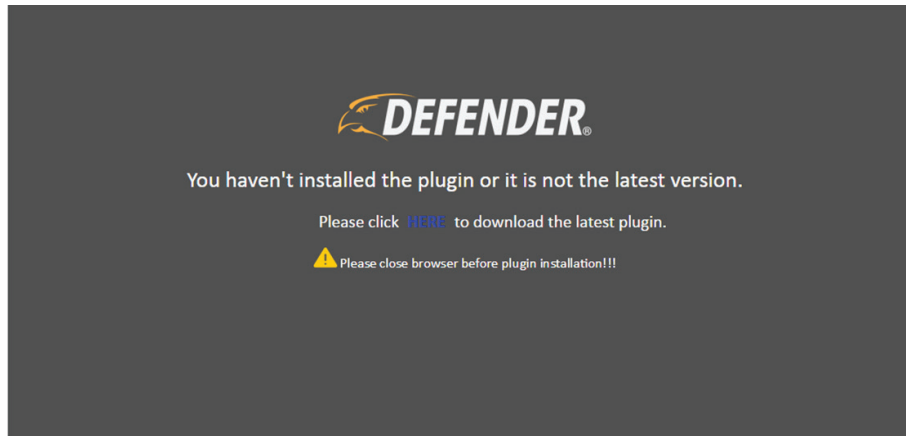 DEFENDER®
You haven't installed the plugin or it is not the latest version.
Please click HERE to download the latest plugin.
Please close browser before plugin installation!!!